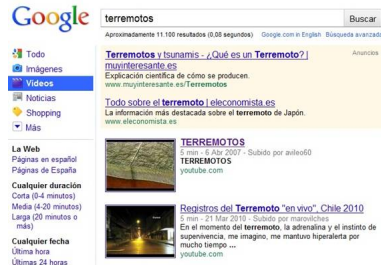 Google
terremotos
Buscar
Aproximadamente 11.100 resultados (0,08 segundos) Google.com in English Búsqueda avanzada
Todo
Imágenes
Vídeos
Noticias
Shopping
Más
La Web
Páginas en español
Páginas de España
Cualquier duración
Corta (0-4 minutos)
Media (4-20 minutos)
Larga (20 minutos o
más)
Cualquier fecha
Última hora
Últimas 24 horas
Anuncios
Terremotos y tsunamis - ¿Qué es un Terremoto? |
muyinteresante.es
Explicación científica de cómo se producen.
www.muyinteresante.es/Terremotos
Todo sobre el terremoto | eleconomista.es
La información más destacada sobre el terremoto de Japón.
www.eleconomista.es
TERREMOTOS
5 min - 6 Abr 2007 - Subido por avileo60
TERREMOTOS
youtube.com
Registros del Terremoto "en vivo", Chile 2010
5 min - 21 Mar 2010 - Subido por marovilches
En el momento del terremoto, la adrenalina y el instinto de
supervivencia, me imagino, me mantuvo hiperalerta por
mucho tiempo ...
youtube.com